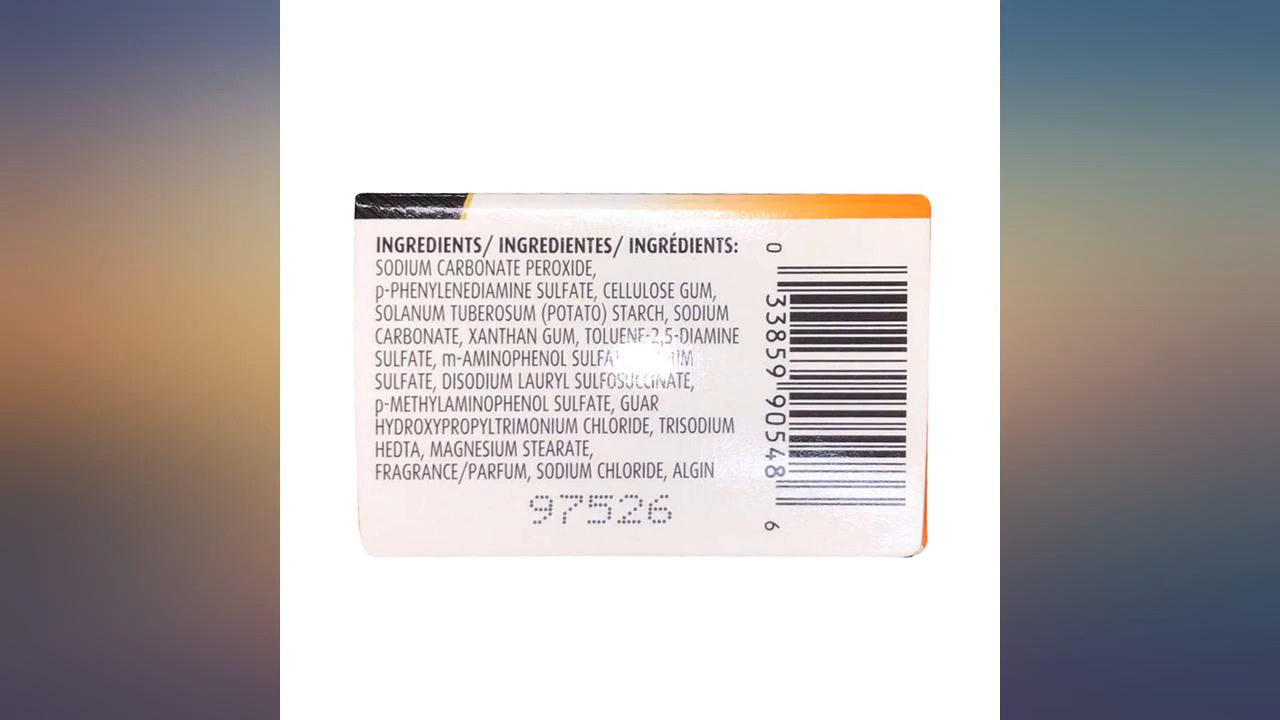 INGREDIENTS/ INGREDIENTES/ INGRÉDIENTS:
SODIUM CARBONATE PEROXIDE,
p-PHENYLENEDIAMINE SULFATE, CELLULOSE GUM,
SOLANUM TUBEROSUM (POTATO) STARCH, SODIUM
CARBONATE, XANTHAN GUM, TOLUENE-2,5-DIAMINE
SULFATE, m-AMINOPHENOL
SULFATE, DISODIUM LAURYL SULFOSUCCINATE,
p-METHYLAMINOPHENOL SULFATE, GUAR
HYDROXYPROPYLTRIMONIUM CHLORIDE, TRISODIUM
HEDTA, MAGNESIUM STEARATE,
FRAGRANCE/PARFUM, SODIUM CHLORIDE, ALGIN
97526
0 33859 90548 6